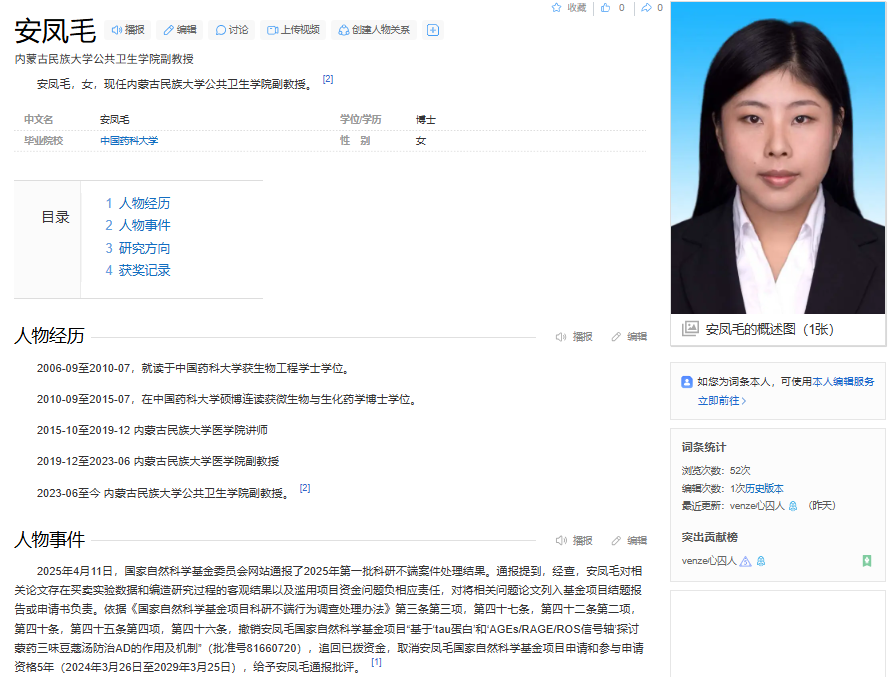 安凤毛 播报 编辑 讨论 上传视频 创建人物关系
收藏 0 0
内蒙古民族大学公共卫生学院副教授
安凤毛，女，现任内蒙古民族大学公共卫生学院副教授。 [2]
中文名 安凤毛 学位/学历 博士
毕业院校 中国药科大学 性 别 女
目录
1 人物经历
2 人物事件
3 研究方向
4 获奖记录
人物经历 播报 编辑
2006-09至2010-07，就读于中国药科大学获生物工程学士学位。
2010-09至2015-07，在中国药科大学硕博连读获微生物与生化药学博士学位。
2015-10至2019-12 内蒙古民族大学医学院讲师
2019-12至2023-06 内蒙古民族大学医学院副教授
2023-06至今 内蒙古民族大学公共卫生学院副教授。 [2]
人物事件 播报 编辑
2025年4月11日，国家自然科学基金委员会网站通报了2025年第一批科研不端案件处理结果。通报提到，经查，安凤毛对相
关论文存在买卖实验数据和编造研究过程的客观结果以及滥用项目资金问题负相应责任，对将相关问题论文列入基金项目结题报
告或申请书负责。依据《国家自然科学基金项目科研不端行为调查处理办法》第三条第三项，第四十七条，第四十二条第二项，
第四十条，第四十五条第四项，第四十六条，撤销安凤毛国家自然科学基金项目“基于'tau蛋白'和'AGEs/RAGE/ROS信号轴'探讨
蒙药三味豆蔻汤防治AD的作用及机制”（批准号81660720），追回已拨资金，取消安凤毛国家自然科学基金项目申请和参与申请
资格5年（2024年3月26日至2029年3月25日），给予安凤毛通报批评。 [1]
安凤毛的概述图（1张）
如您为词条本人，可使用本人编辑服务
立即前往>
词条统计
浏览次数：52次
编辑次数：1次历史版本
最近更新：venze心囚人 （昨天）
突出贡献榜
venze心囚人